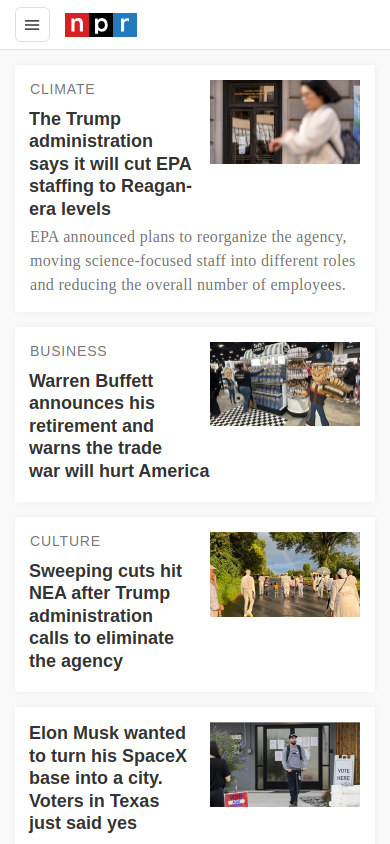 npr
CLIMATE
The Trump
administration
says it will cut EPA
staffing to Reagan-
era levels
EPA announced plans to reorganize the agency,
moving science-focused staff into different roles
and reducing the overall number of employees.
BUSINESS
Warren Buffett
announces his
retirement and
warns the trade
war will hurt America
CULTURE
Sweeping cuts hit
NEA after Trump
administration
calls to eliminate
the agency
Elon Musk wanted
to turn his SpaceX
base into a city.
Voters in Texas
just said yes
VOTE
HERE